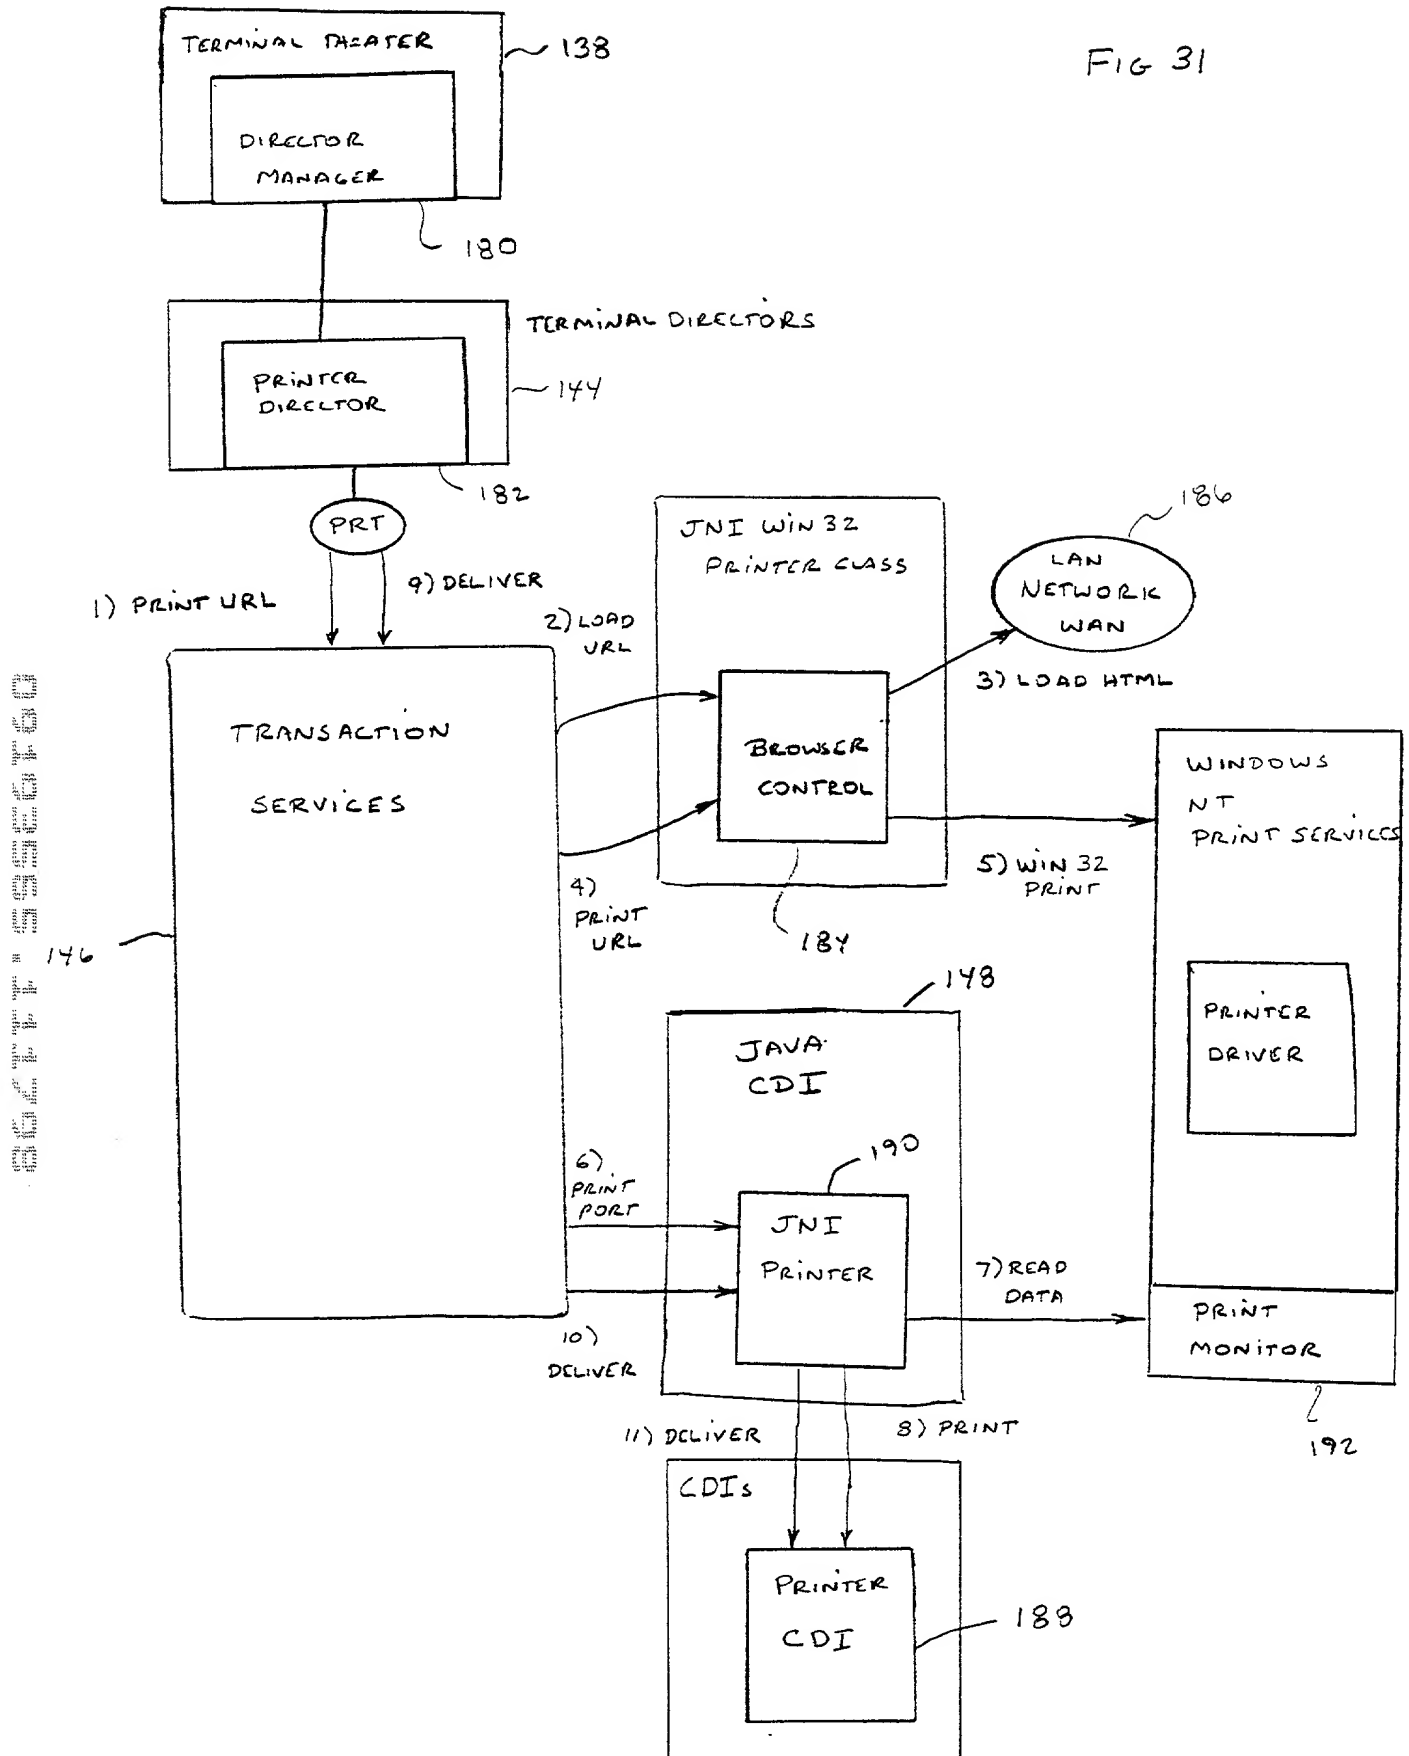 FIG 31
TERMINAL THEATER
138
DIRECTOR
MANAGER
180
TERMINAL DIRECTORS
PRINTER
DIRECTOR
144
182
PRT
1) PRINT URL
9) DELIVER
TRANSACTION
SERVICES
146
2) LOAD
URL
JNI WIN 32
PRINTER CLASS
BROWSER
CONTROL
184
186
LAN
NETWORK
WAN
3) LOAD HTML
4)
PRINT
URL
5) WIN 32
PRINT
WINDOWS
NT
PRINT SERVICES
PRINTER
DRIVER
148
JAVA
CDI
190
JNI
PRINTER
6)
PRINT
PORT
7) READ
DATA
PRINT
MONITOR
192
10)
DELIVER
11) DELIVER
8) PRINT
CDIs
PRINTER
CDI
188
09193565.111798